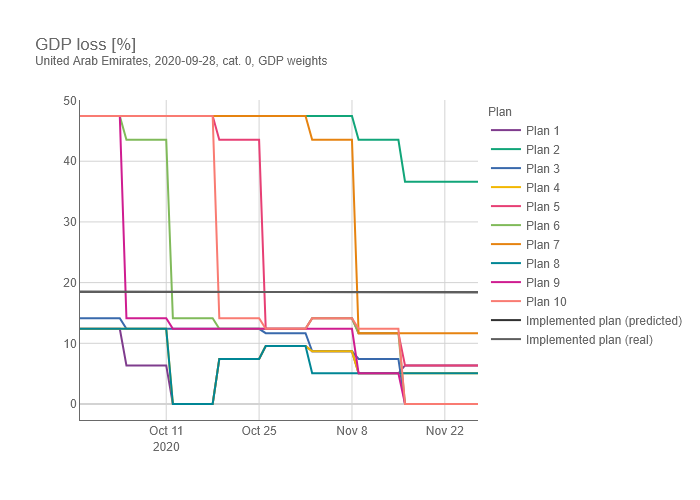 GDP loss [%]
United Arab Emirates, 2020-09-28, cat. 0, GDP weights
50
40
30
20
10
0
Oct 11
2020
Oct 25
Nov 8
Nov 22
Plan
Plan 1
Plan 2
Plan 3
Plan 4
Plan 5
Plan 6
Plan 7
Plan 8
Plan 9
Plan 10
Implemented plan (predicted)
Implemented plan (real)